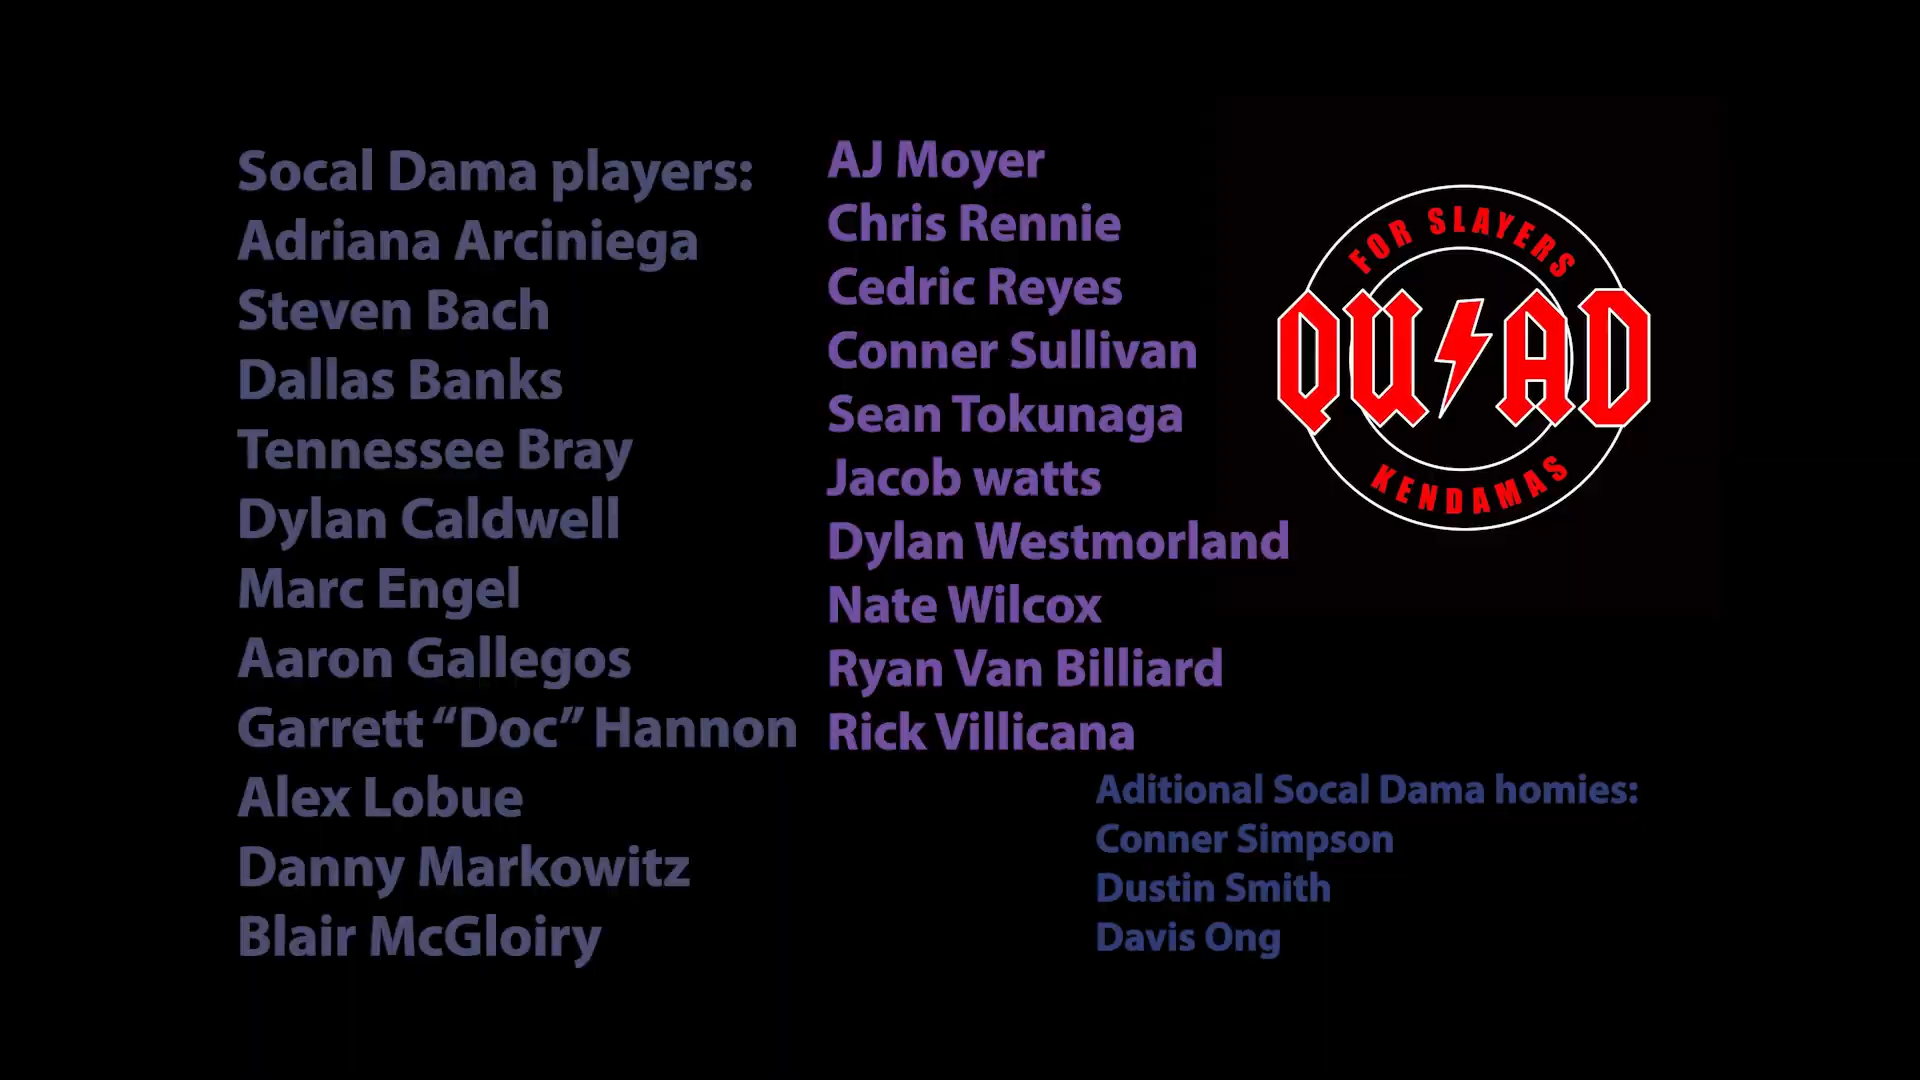 Socal Dama players:
Adriana Arciniega
Steven Bach
Dallas Banks
Tennessee Bray
Dylan Caldwell
Marc Engel
Aaron Gallegos
Garrett “Doc” Hannon
Alex Lobue
Danny Markowitz
Blair McGloiry
AJ Moyer
Chris Rennie
Cedric Reyes
Conner Sullivan
Sean Tokunaga
Jacob watts
Dylan Westmorland
Nate Wilcox
Ryan Van Billiard
Rick Villicana
FOR SLAYERS
QUAD
KENDAMAS
Aditional Socal Dama homies:
Conner Simpson
Dustin Smith
Davis Ong